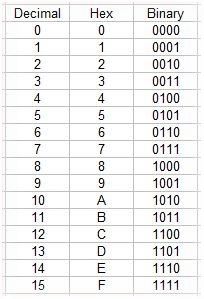 Decimal Hex Binary
0 0 0000
1 1 0001
2 2 0010
3 3 0011
4 4 0100
5 5 0101
6 6 0110
7 7 0111
8 8 1000
9 9 1001
10 A 1010
11 B 1011
12 C 1100
13 D 1101
14 E 1110
15 F 1111